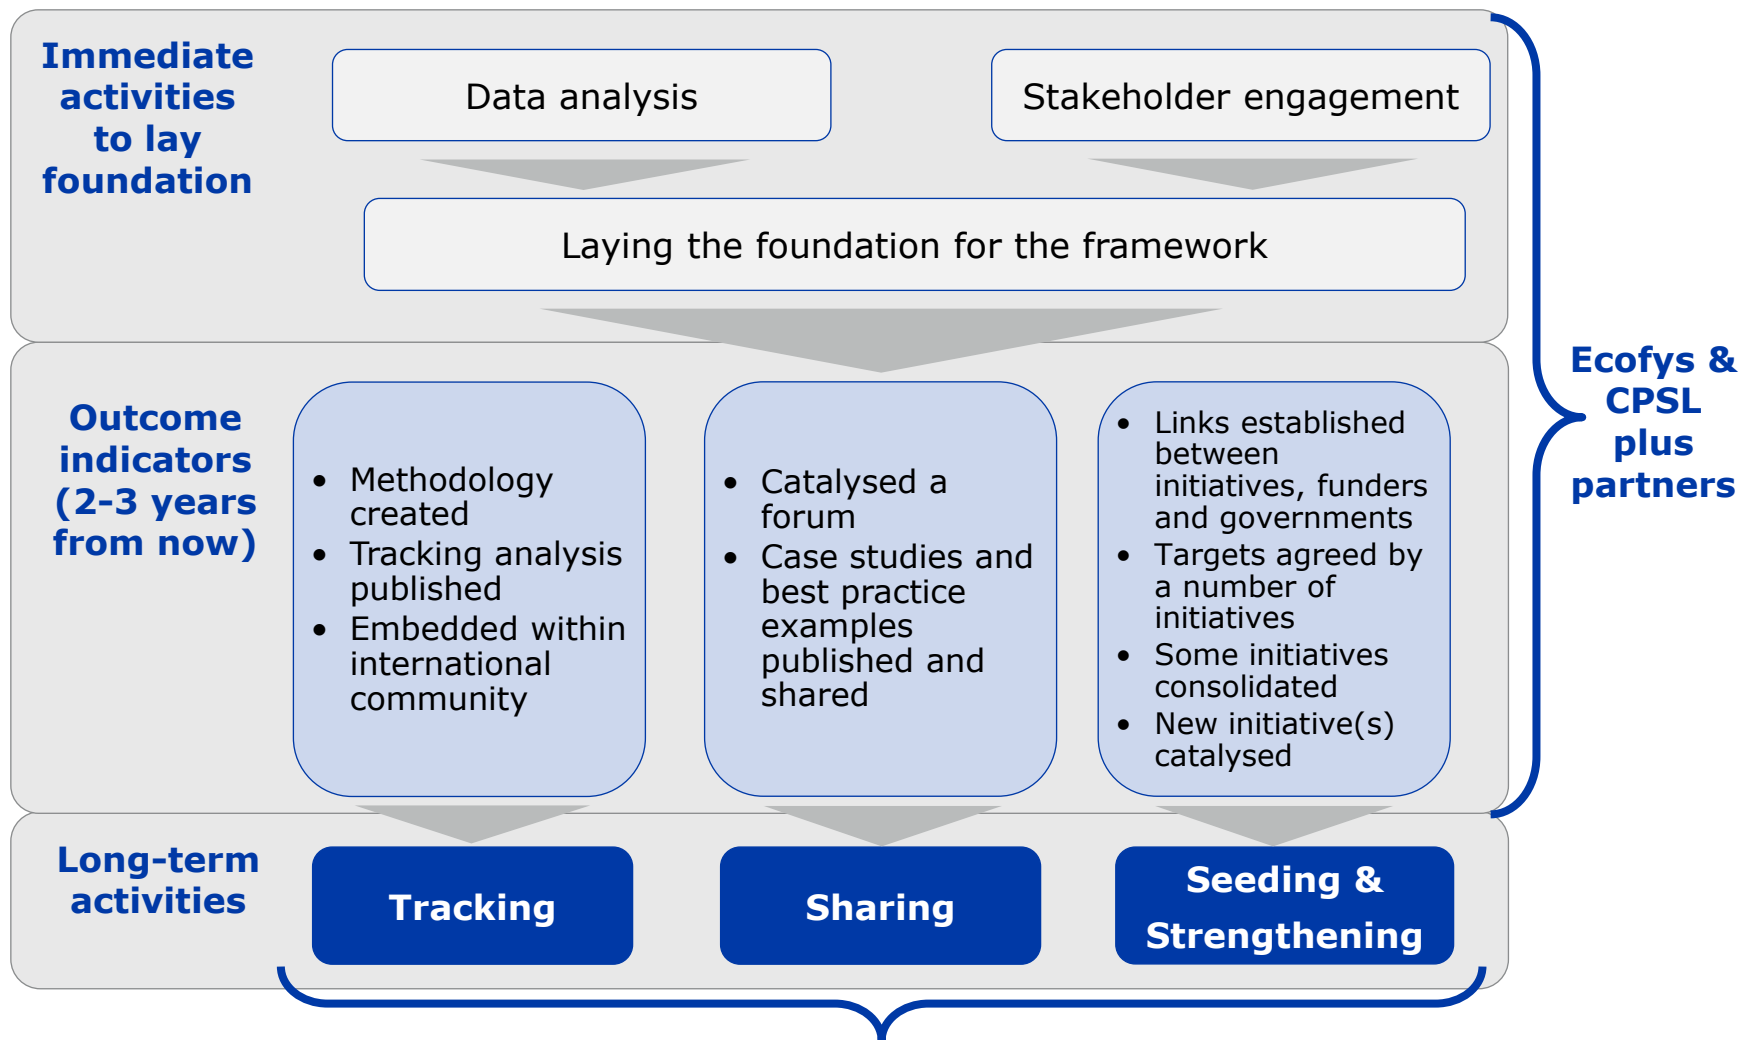 Immediate
activities
to lay
foundation
Data analysis
Stakeholder engagement
Laying the foundation for the framework
Outcome
indicators
(2-3 years
from now)
• Methodology
created
• Tracking analysis
published
• Embedded within
international
community
• Catalysed a
forum
• Case studies and
best practice
examples
published and
shared
• Links established
between
initiatives, funders
and governments
• Targets agreed by
a number of
initiatives
• Some initiatives
consolidated
• New initiative(s)
catalysed
Ecofys &
CPSL
plus
partners
Long-term
activities
Tracking
Sharing
Seeding &
Strengthening